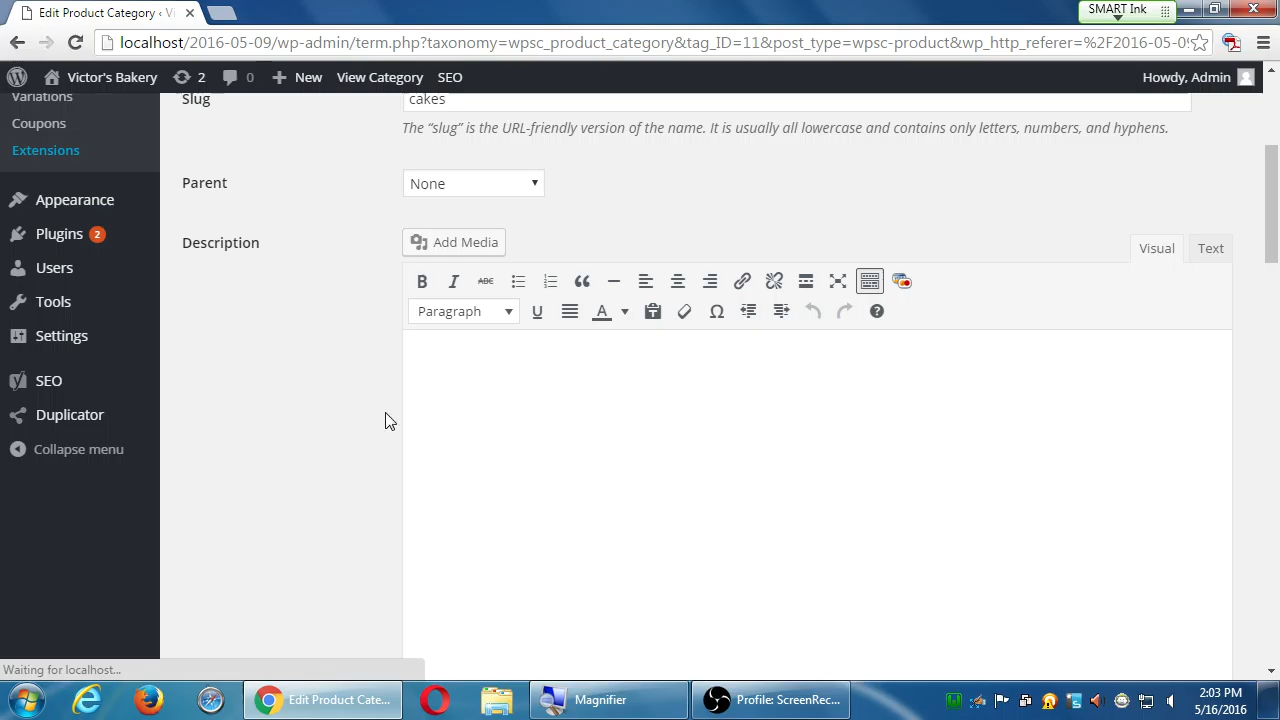 SMART Ink
Edit Product Category ‹ Vi
localhost/2016-05-09/wp-admin/term.php?taxonomy=wpsc_product_category&tag_ID=11&post_type=wpsc-product&wp_http_referer=%2F2016-05-09
Victor's Bakery 2 0 New View Category SEO Howdy, Admin
Variations
Coupons
Extensions
Appearance
Plugins 2
Users
Tools
Settings
SEO
Duplicator
Collapse menu
Slug cakes
The “slug” is the URL-friendly version of the name. It is usually all lowercase and contains only letters, numbers, and hyphens.
Parent None
Description Add Media
Visual Text
B I ABC
Paragraph U A Ω
Waiting for localhost...
Edit Product Cate... Magnifier Profile: ScreenRec...
2:03 PM
5/16/2016